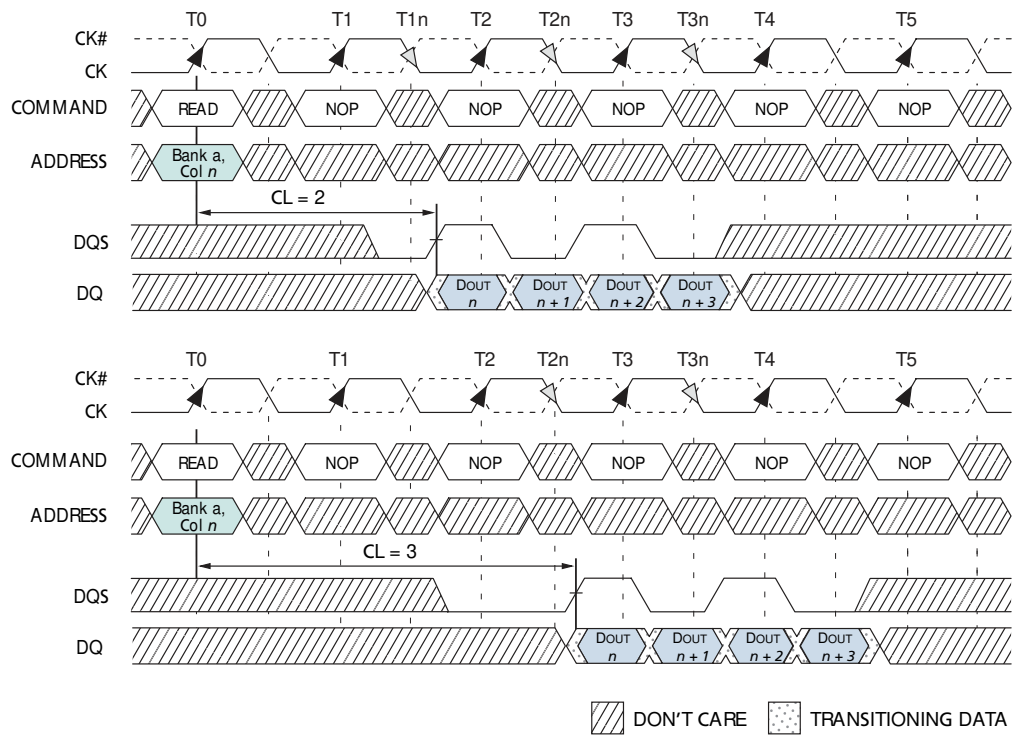 T0 T1 T1n T2 T2n T3 T3n T4 T5
CK#
CK
COMMAND READ NOP NOP NOP NOP NOP
ADDRESS Bank a,
Col n
CL = 2
DQS
DQ DOUT DOUT DOUT DOUT
n n + 1 n + 2 n + 3
T0 T1 T2 T2n T3 T3n T4 T5
CK#
CK
COMMAND READ NOP NOP NOP NOP NOP
ADDRESS Bank a,
Col n
CL = 3
DQS
DQ DOUT DOUT DOUT DOUT
n n + 1 n + 2 n + 3
DON'T CARE TRANSITIONING DATA